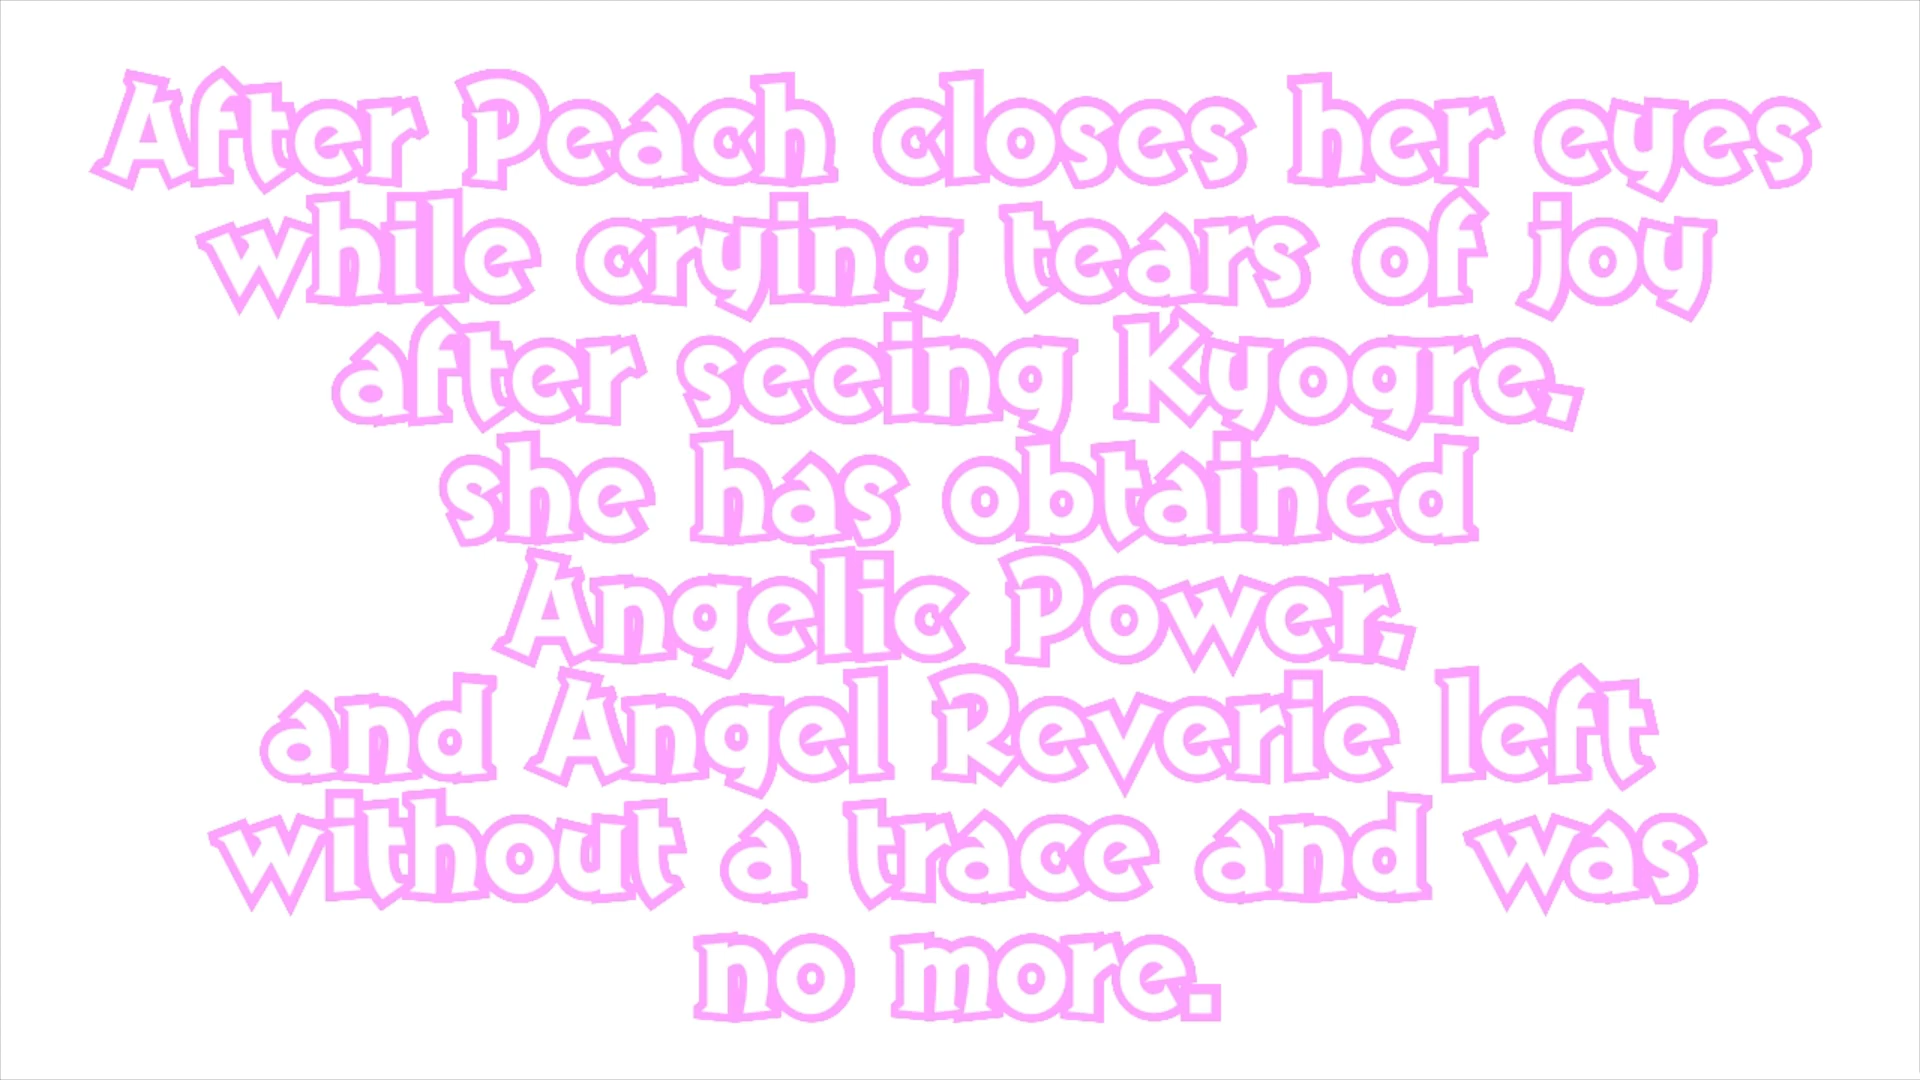 After Peach closes her eyes
while crying tears of joy
after seeing Kyogre,
she has obtained
Angelic Power,
and Angel Reverie left
without a trace and was
no more.